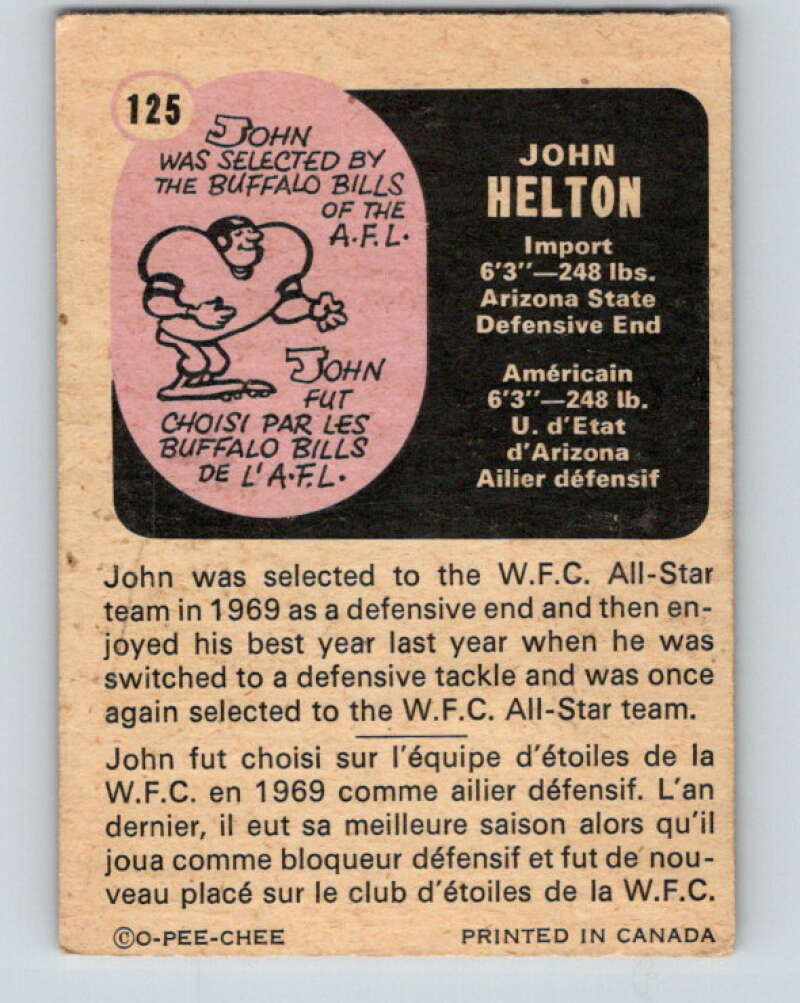 125
JOHN
WAS SELECTED BY
THE BUFFALO BILLS
OF THE
A.F.L.
JOHN
FUT
CHOISI PAR LES
BUFFALO BILLS
DE L'A.F.L.
JOHN
HELTON
Import
6'3"—248 lbs.
Arizona State
Defensive End
Américain
6'3"—248 lb.
U. d'Etat
d'Arizona
Ailier défensif
John was selected to the W.F.C. All-Star
team in 1969 as a defensive end and then en-
joyed his best year last year when he was
switched to a defensive tackle and was once
again selected to the W.F.C. All-Star team.
John fut choisi sur l'équipe d'étoiles de la
W.F.C. en 1969 comme ailier défensif. L'an
dernier, il eut sa meilleure saison alors qu'il
joua comme bloqueur défensif et fut de nou-
veau placé sur le club d'étoiles de la W.F.C.
©O-PEE-CHEE PRINTED IN CANADA